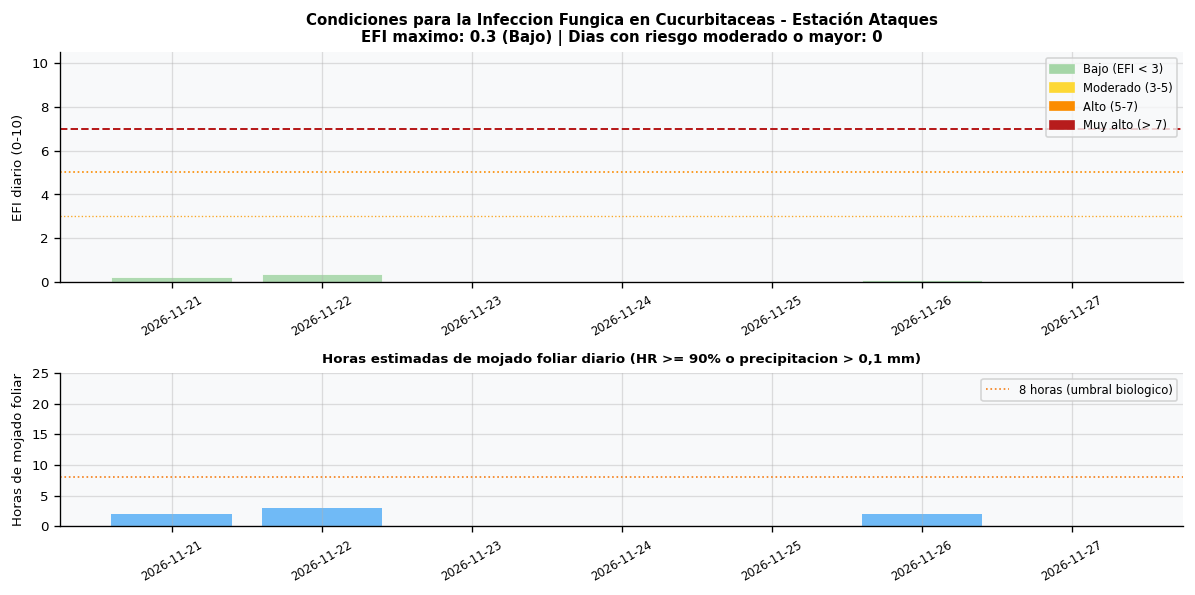 Condiciones para la Infeccion Fungica en Cucurbitaceas - Estación Ataques
EFI maximo: 0.3 (Bajo) | Dias con riesgo moderado o mayor: 0
EFI diario (0-10)
10
8
6
4
2
0
Bajo (EFI < 3)
Moderado (3-5)
Alto (5-7)
Muy alto (> 7)
2026-11-21
2026-11-22
2026-11-23
2026-11-24
2026-11-25
2026-11-26
2026-11-27
Horas estimadas de mojado foliar diario (HR >= 90% o precipitacion > 0,1 mm)
Horas de mojado foliar
25
20
15
10
5
0
8 horas (umbral biologico)
2026-11-21
2026-11-22
2026-11-23
2026-11-24
2026-11-25
2026-11-26
2026-11-27